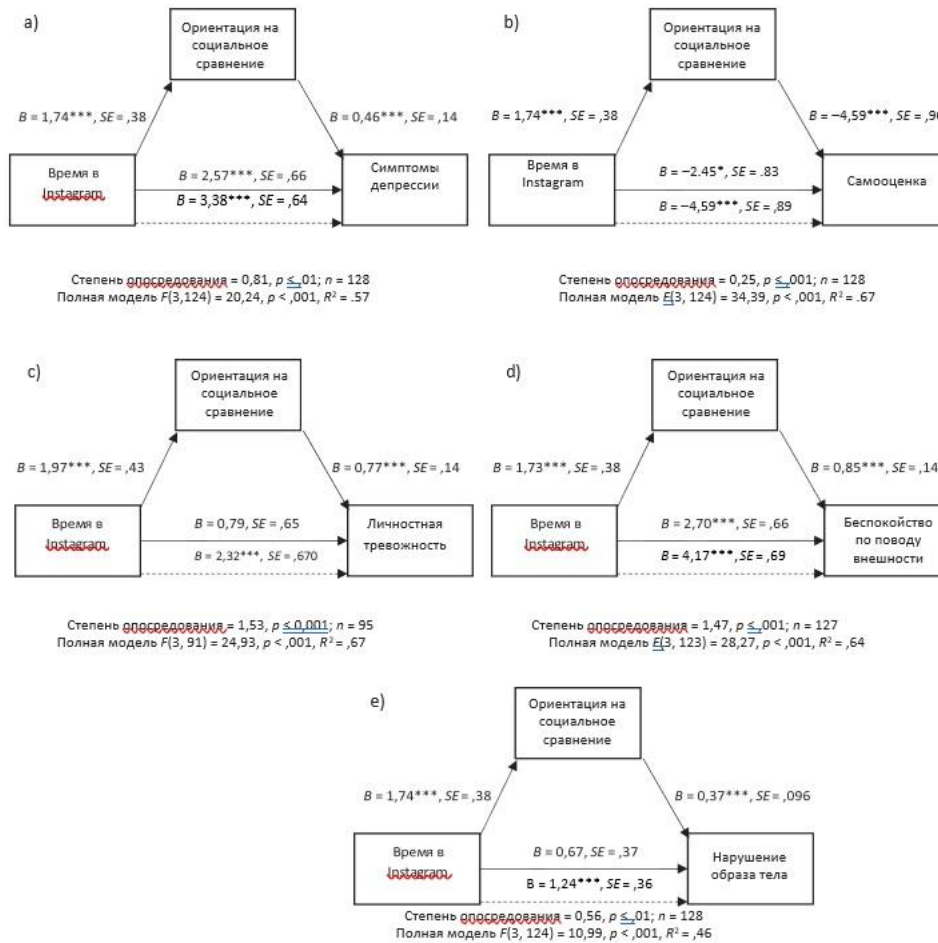 a)
Ориентация на
социальное
сравнение
B = 1,74***, SE = ,38
B = 0,46***, SE = ,14
Время в
Instagram
B = 2,57***, SE = ,66
B = 3,38***, SE = ,64
Симптомы
депрессии
Степень опосредования = 0,81, p ≤ ,01; n = 128
Полная модель F(3,124) = 20,24, p < ,001, R² = .57
b)
Ориентация на
социальное
сравнение
B = 1,74***, SE = ,38
B = −4,59***, SE = ,96
Время в
Instagram
B = −2.45*, SE = .83
B = −4,59***, SE = ,89
Самооценка
Степень опосредования = 0,25, p ≤ ,001; n = 128
Полная модель F(3, 124) = 34,39, p < ,001, R² = .67
c)
Ориентация на
социальное
сравнение
B = 1,97***, SE = ,43
B = 0,77***, SE = ,14
Время в
Instagram
B = 0,79, SE = ,65
B = 2,32***, SE = ,670
Личностная
тревожность
Степень опосредования = 1,53, p ≤ 0,001; n = 95
Полная модель F(3, 91) = 24,93, p < ,001, R² = ,67
d)
Ориентация на
социальное
сравнение
B = 1,73***, SE = ,38
B = 0,85***, SE = ,14
Время в
Instagram
B = 2,70***, SE = ,66
B = 4,17***, SE = ,69
Беспокойство
по поводу
внешности
Степень опосредования = 1,47, p ≤ ,001; n = 127
Полная модель F(3, 123) = 28,27, p < ,001, R² = ,64
e)
Ориентация на
социальное
сравнение
B = 1,74***, SE = ,38
B = 0,37***, SE = ,096
Время в
Instagram
B = 0,67, SE = ,37
B = 1,24***, SE = ,36
Нарушение
образа тела
Степень опосредования = 0,56, p ≤ ,01; n = 128
Полная модель F(3, 124) = 10,99, p < ,001, R² = ,46